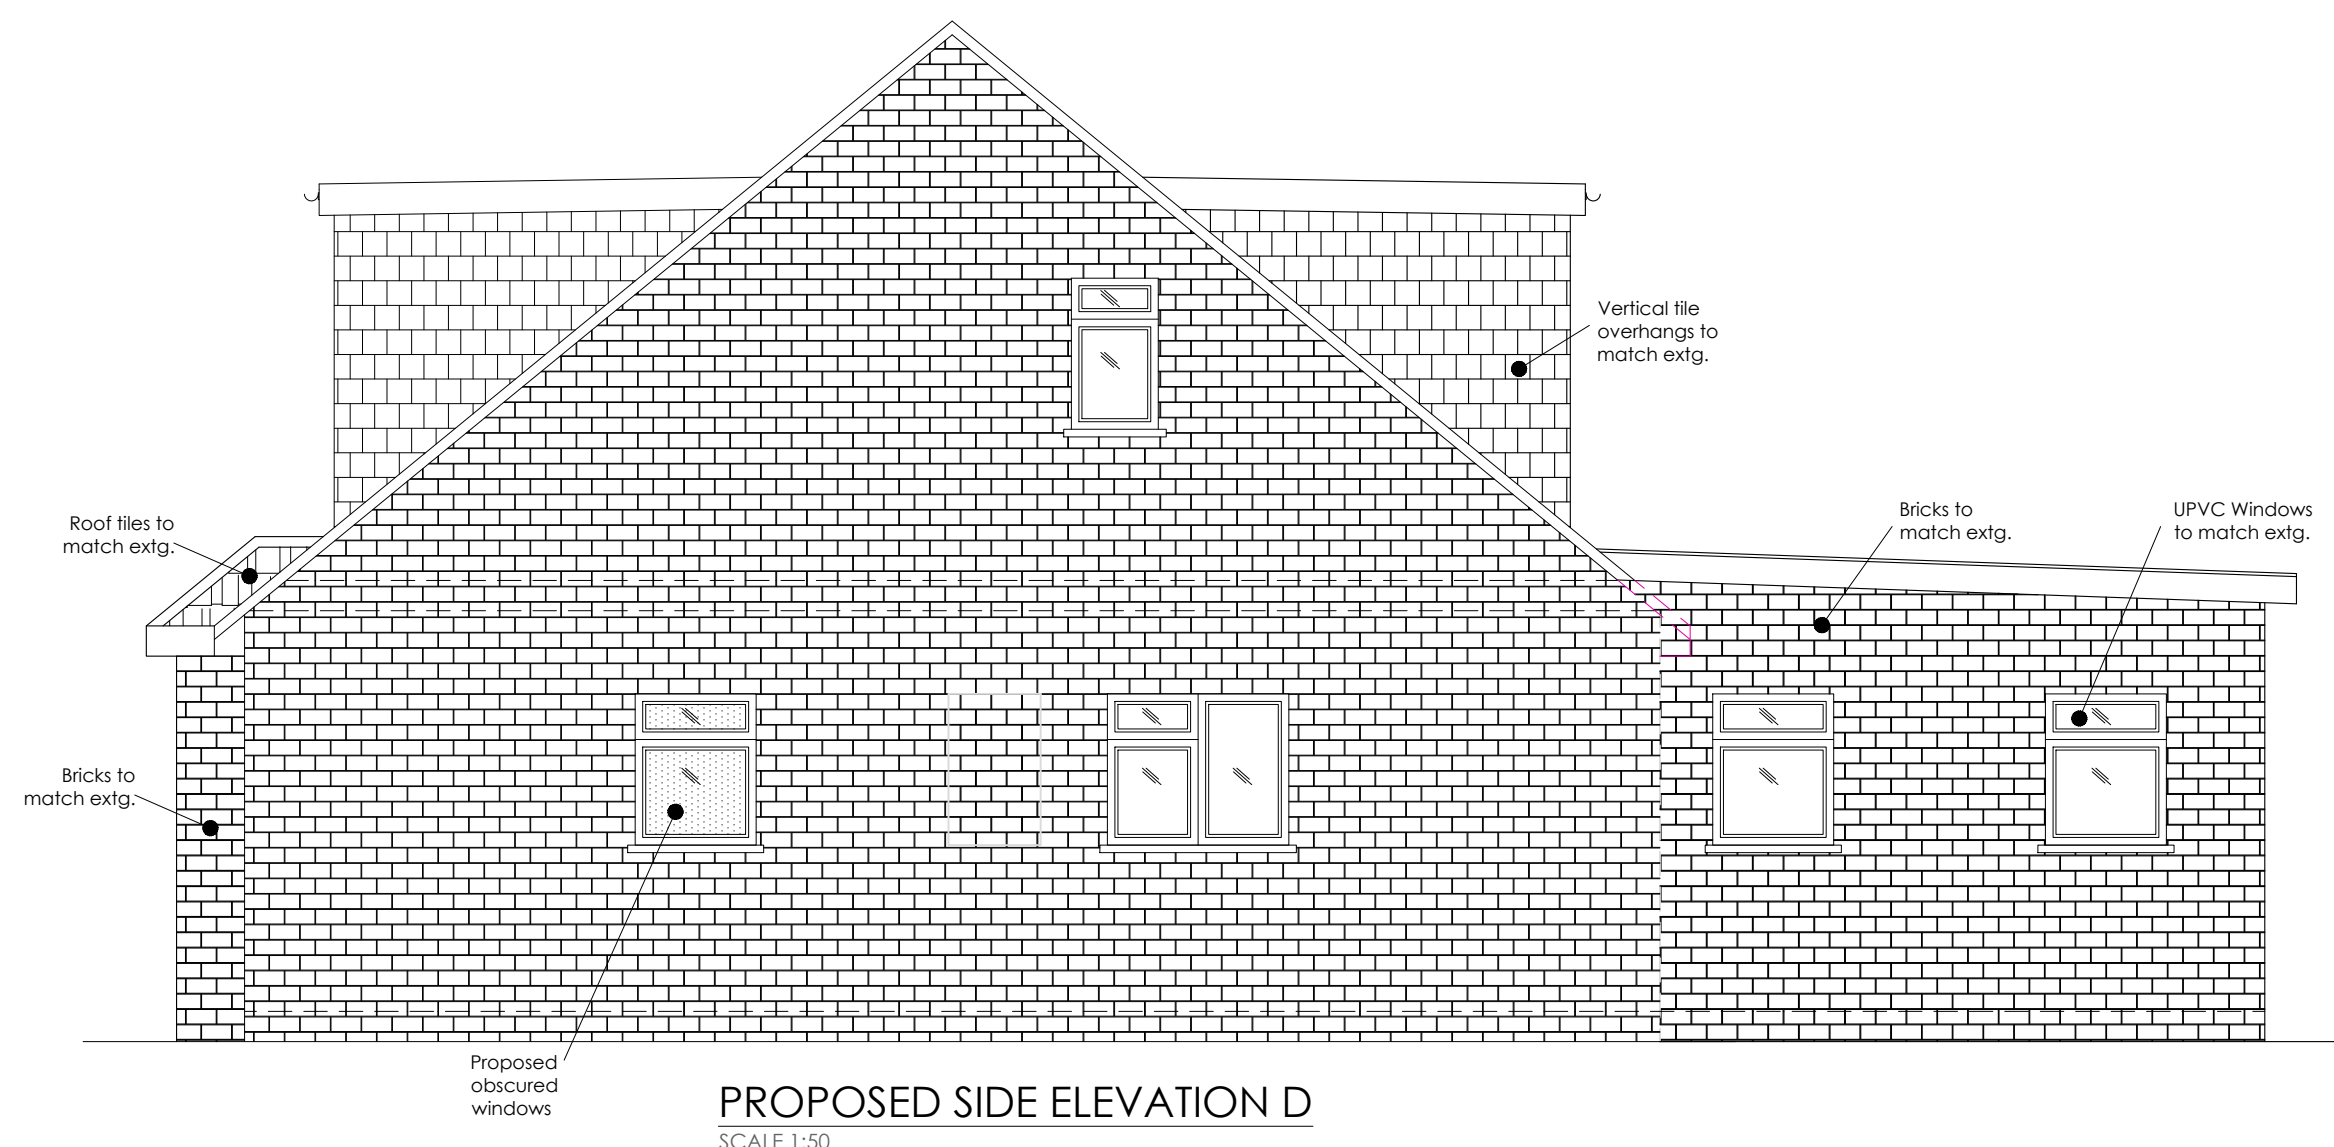 Vertical tile
overhangs to
match extg.
Roof tiles to
match extg.
Bricks to
match extg.
UPVC Windows
to match extg.
Bricks to
match extg.
Proposed
obscured
windows
PROPOSED SIDE ELEVATION D
SCALE 1:50